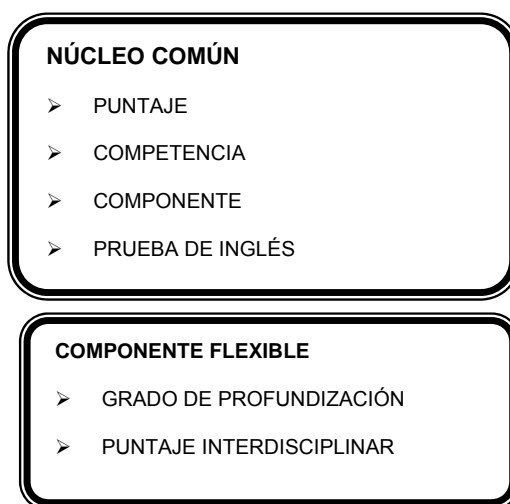 NÚCLEO COMÚN
➢ PUNTAJE
➢ COMPETENCIA
➢ COMPONENTE
➢ PRUEBA DE INGLÉS
COMPONENTE FLEXIBLE
➢ GRADO DE PROFUNDIZACIÓN
➢ PUNTAJE INTERDISCIPLINAR